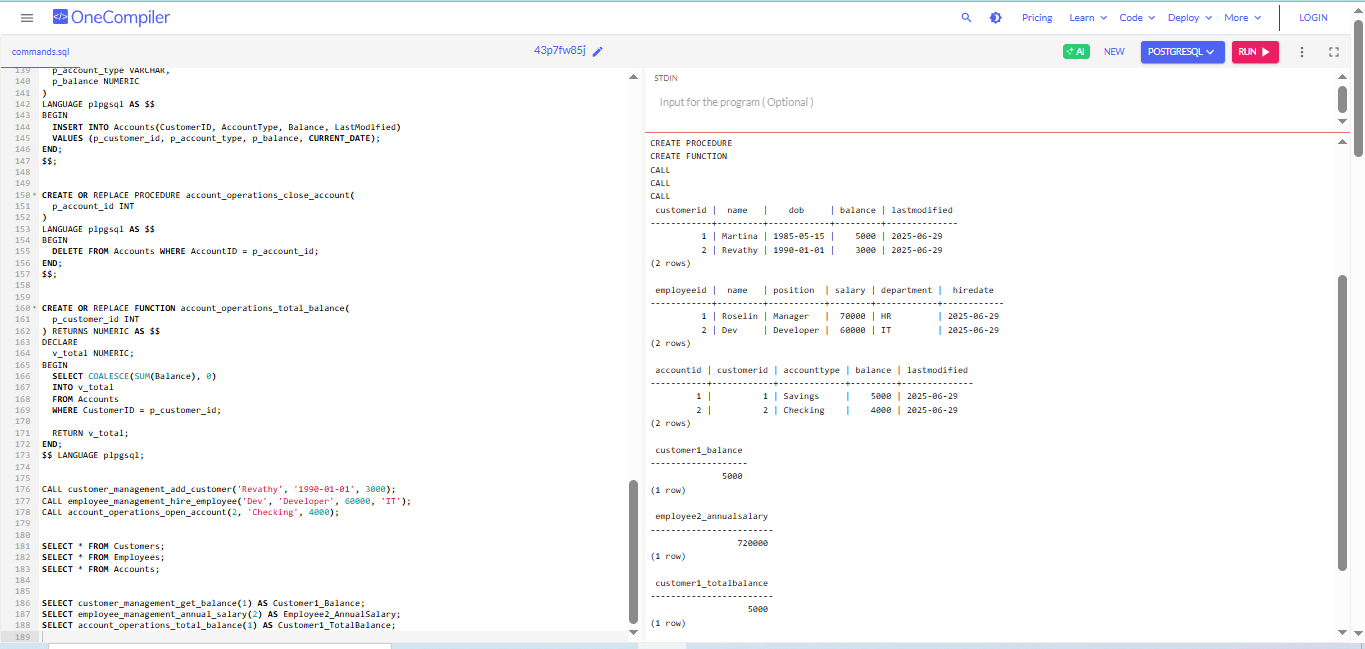 OneCompiler
Pricing Learn Code Deploy More LOGIN
commands.sql
43p7fw85j
AI NEW POSTGRESQL RUN
139 p_account_type VARCHAR,
140 p_balance NUMERIC
141 )
142 LANGUAGE plpgsql AS $$
143 BEGIN
144 INSERT INTO Accounts(CustomerID, AccountType, Balance, LastModified)
145 VALUES (p_customer_id, p_account_type, p_balance, CURRENT_DATE);
146 END;
147 $$;
148
149
150 CREATE OR REPLACE PROCEDURE account_operations_close_account(
151 p_account_id INT
152 )
153 LANGUAGE plpgsql AS $$
154 BEGIN
155 DELETE FROM Accounts WHERE AccountID = p_account_id;
156 END;
157 $$;
158
159
160 CREATE OR REPLACE FUNCTION account_operations_total_balance(
161 p_customer_id INT
162 ) RETURNS NUMERIC AS $$
163 DECLARE
164 v_total NUMERIC;
165 BEGIN
166 SELECT COALESCE(SUM(Balance), 0)
167 INTO v_total
168 FROM Accounts
169 WHERE CustomerID = p_customer_id;
170
171 RETURN v_total;
172 END;
173 $$ LANGUAGE plpgsql;
174
175
176 CALL customer_management_add_customer('Revathy', '1990-01-01', 3000);
177 CALL employee_management_hire_employee('Dev', 'Developer', 60000, 'IT');
178 CALL account_operations_open_account(2, 'Checking', 4000);
179
180
181 SELECT * FROM Customers;
182 SELECT * FROM Employees;
183 SELECT * FROM Accounts;
184
185
186 SELECT customer_management_get_balance(1) AS Customer1_Balance;
187 SELECT employee_management_annual_salary(2) AS Employee2_AnnualSalary;
188 SELECT account_operations_total_balance(1) AS Customer1_TotalBalance;
189
STDIN
Input for the program ( Optional )
CREATE PROCEDURE
CREATE FUNCTION
CALL
CALL
CALL
customerid | name | dob | balance | lastmodified
------------+---------+------------+---------+--------------
1 | Martina | 1985-05-15 | 5000 | 2025-06-29
2 | Revathy | 1990-01-01 | 3000 | 2025-06-29
(2 rows)
employeeid | name | position | salary | department | hiredate
------------+---------+-----------+--------+------------+------------
1 | Roselin | Manager | 70000 | HR | 2025-06-29
2 | Dev | Developer | 60000 | IT | 2025-06-29
(2 rows)
accountid | customerid | accounttype | balance | lastmodified
-----------+------------+-------------+---------+--------------
1 | 1 | Savings | 5000 | 2025-06-29
2 | 2 | Checking | 4000 | 2025-06-29
(2 rows)
customer1_balance
-------------------
5000
(1 row)
employee2_annualsalary
------------------------
720000
(1 row)
customer1_totalbalance
------------------------
5000
(1 row)